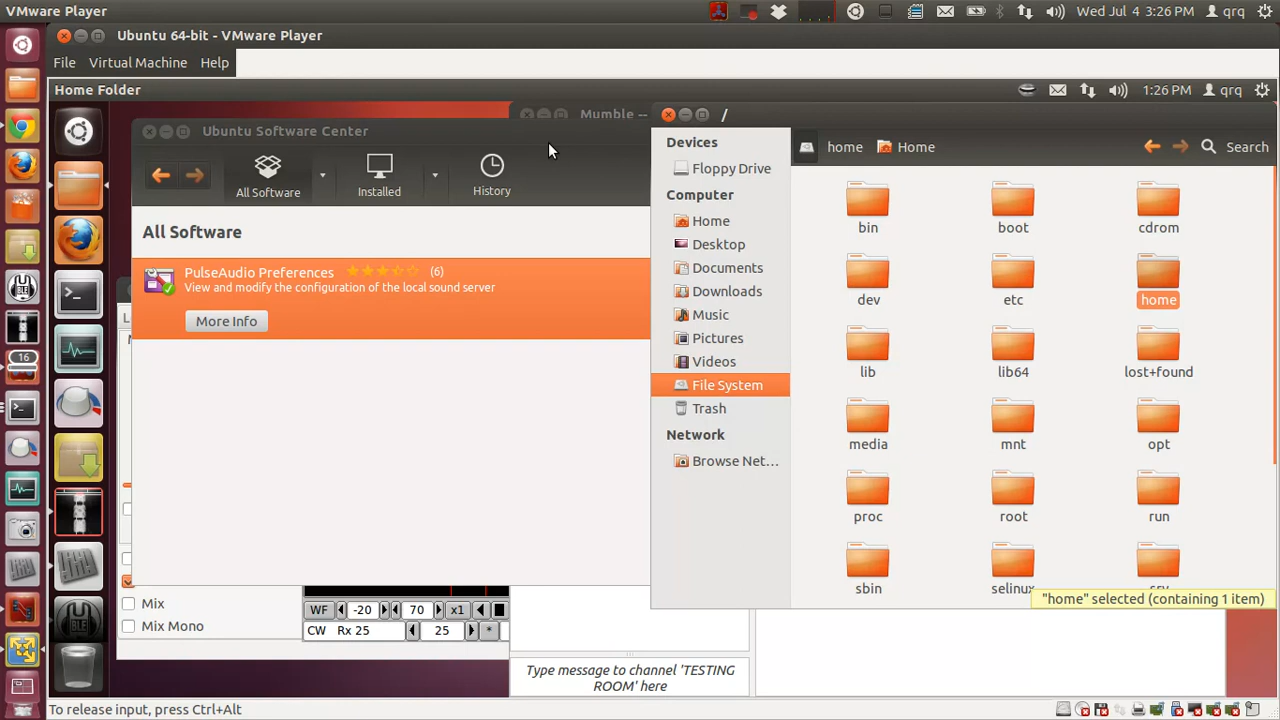 VMware Player
Wed Jul 4 3:26 PM
qrq
Ubuntu 64-bit - VMware Player
File Virtual Machine Help
Home Folder
1:26 PM
qrq
Ubuntu Software Center
Mumble --
/
Devices
Floppy Drive
Computer
Home
Desktop
Documents
Downloads
Music
Pictures
Videos
File System
Trash
Network
Browse Net…
home Home
Search
All Software
Installed
History
All Software
PulseAudio Preferences (6)
View and modify the configuration of the local sound server
More Info
bin boot cdrom
dev etc home
lib lib64 lost+found
media mnt opt
proc root run
sbin selinux srv
"home" selected (containing 1 item)
16
Mix
Mix Mono
WF -20 70 x1
CW Rx 25 25 *
Type message to channel 'TESTING
ROOM' here
To release input, press Ctrl+Alt